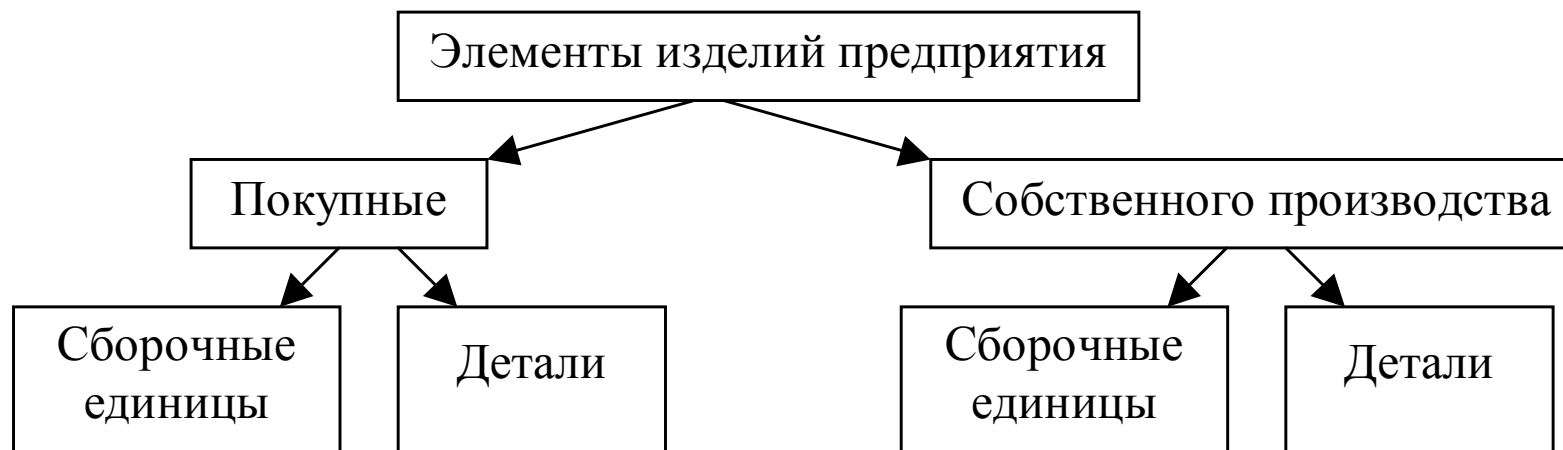 Элементы изделий предприятия
Покупные
Собственного производства
Сборочные
единицы
Детали
Сборочные
единицы
Детали